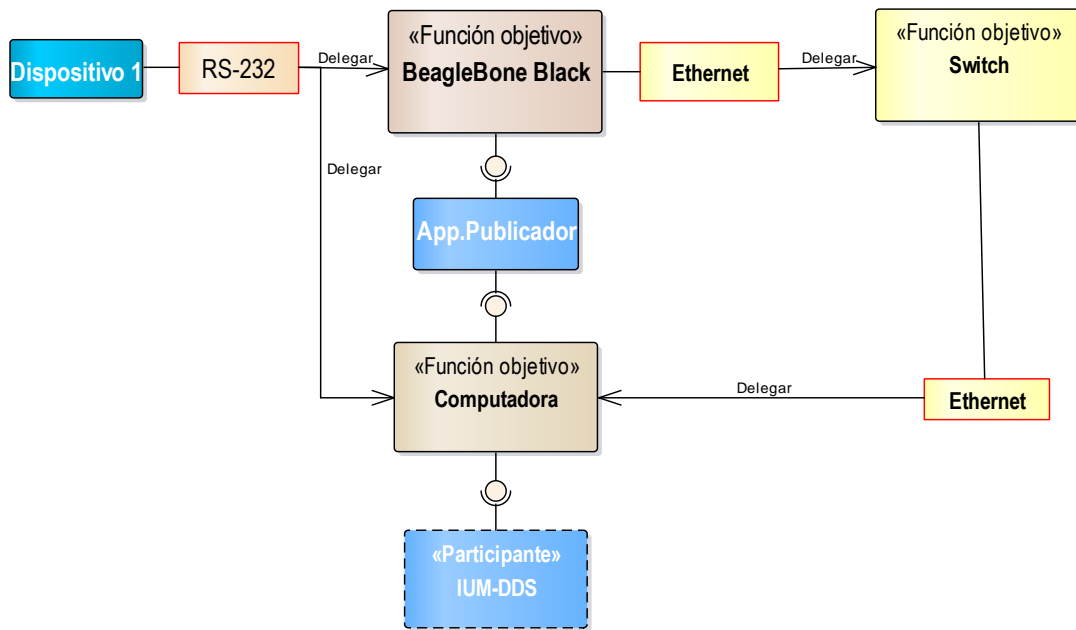 Dispositivo 1
RS-232
Delegar
«Función objetivo»
BeagleBone Black
Ethernet
Delegar
«Función objetivo»
Switch
Delegar
App.Publicador
«Función objetivo»
Computadora
Delegar
Ethernet
«Participante»
IUM-DDS